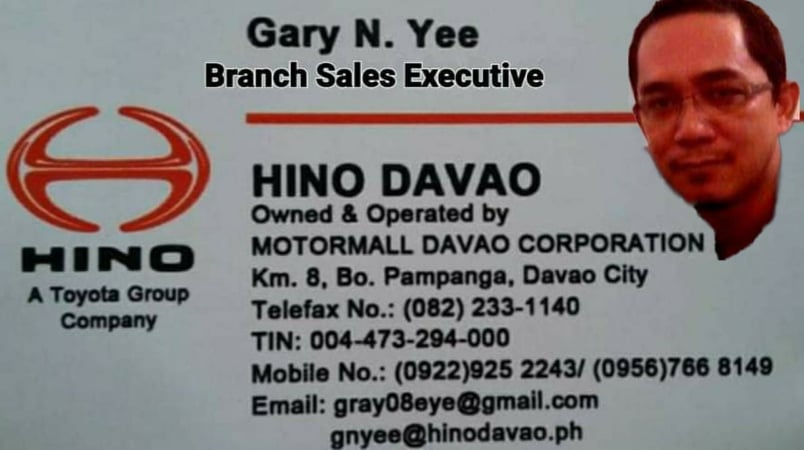 Gary N. Yee
Branch Sales Executive
HINO
A Toyota Group
Company
HINO DAVAO
Owned & Operated by
MOTORMALL DAVAO CORPORATION
Km. 8, Bo. Pampanga, Davao City
Telefax No.: (082) 233-1140
TIN: 004-473-294-000
Mobile No.: (0922)925 2243/ (0956)766 8149
Email: gray08eye@gmail.com
gnyee@hinodavao.ph